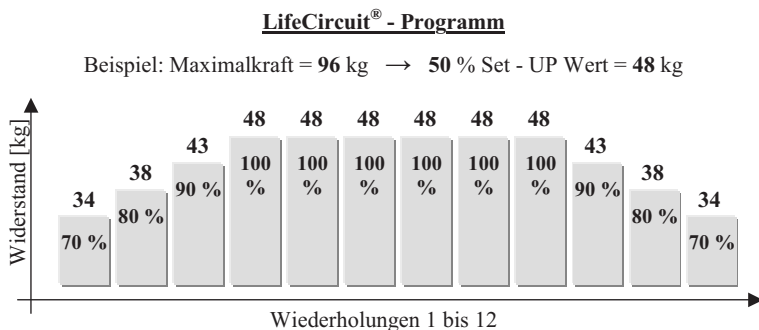 LifeCircuit® - Programm
Beispiel: Maximalkraft = 96 kg → 50 % Set - UP Wert = 48 kg
Widerstand [kg]
34 38 43 48 48 48 48 48 48 43 38 34
70 % 80 % 90 % 100 % 100 % 100 % 100 % 100 % 100 % 90 % 80 % 70 %
Wiederholungen 1 bis 12